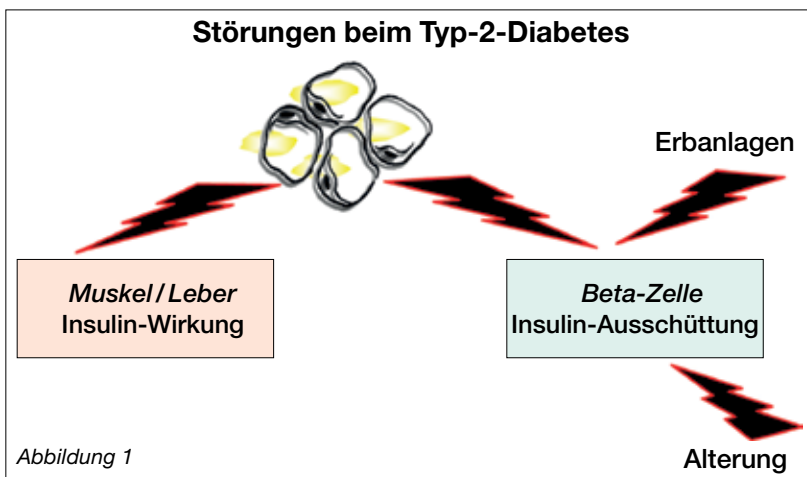 Störungen beim Typ-2-Diabetes
Erbanlagen
Muskel / Leber
Insulin-Wirkung
Beta-Zelle
Insulin-Ausschüttung
Abbildung 1
Alterung